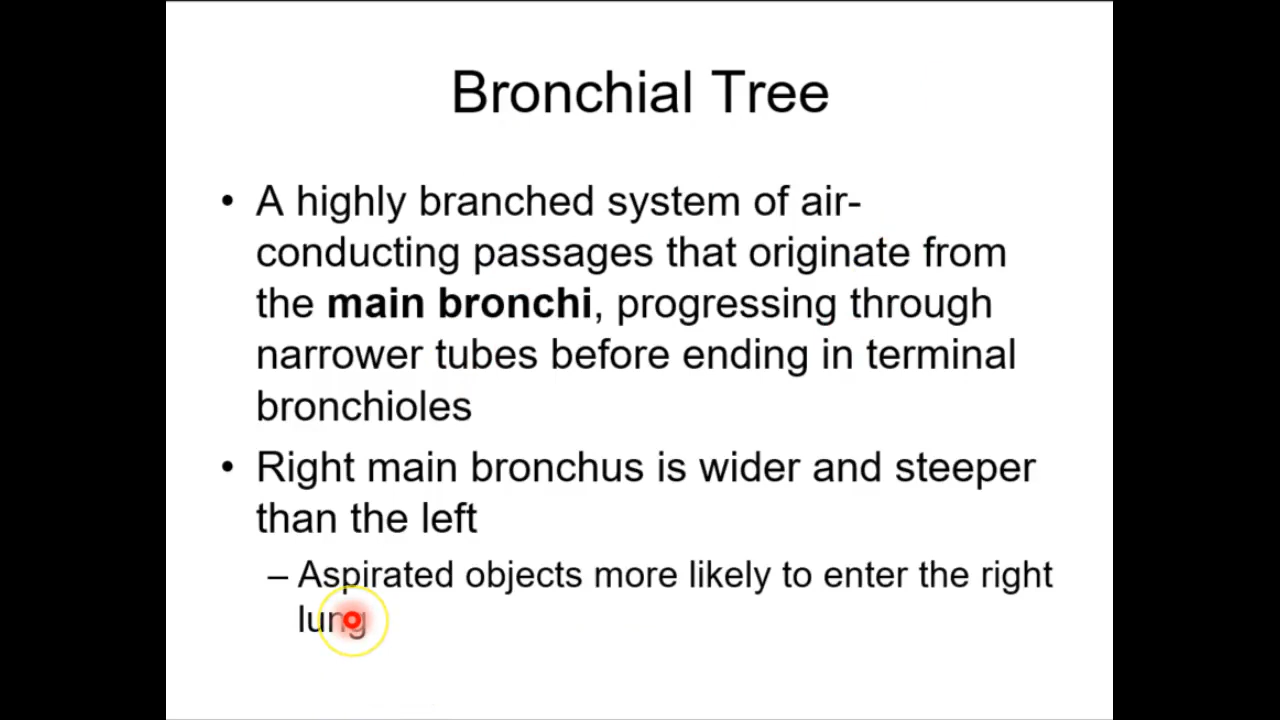 Bronchial Tree
• A highly branched system of air-
conducting passages that originate from
the main bronchi, progressing through
narrower tubes before ending in terminal
bronchioles
• Right main bronchus is wider and steeper
than the left
– Aspirated objects more likely to enter the right
lung